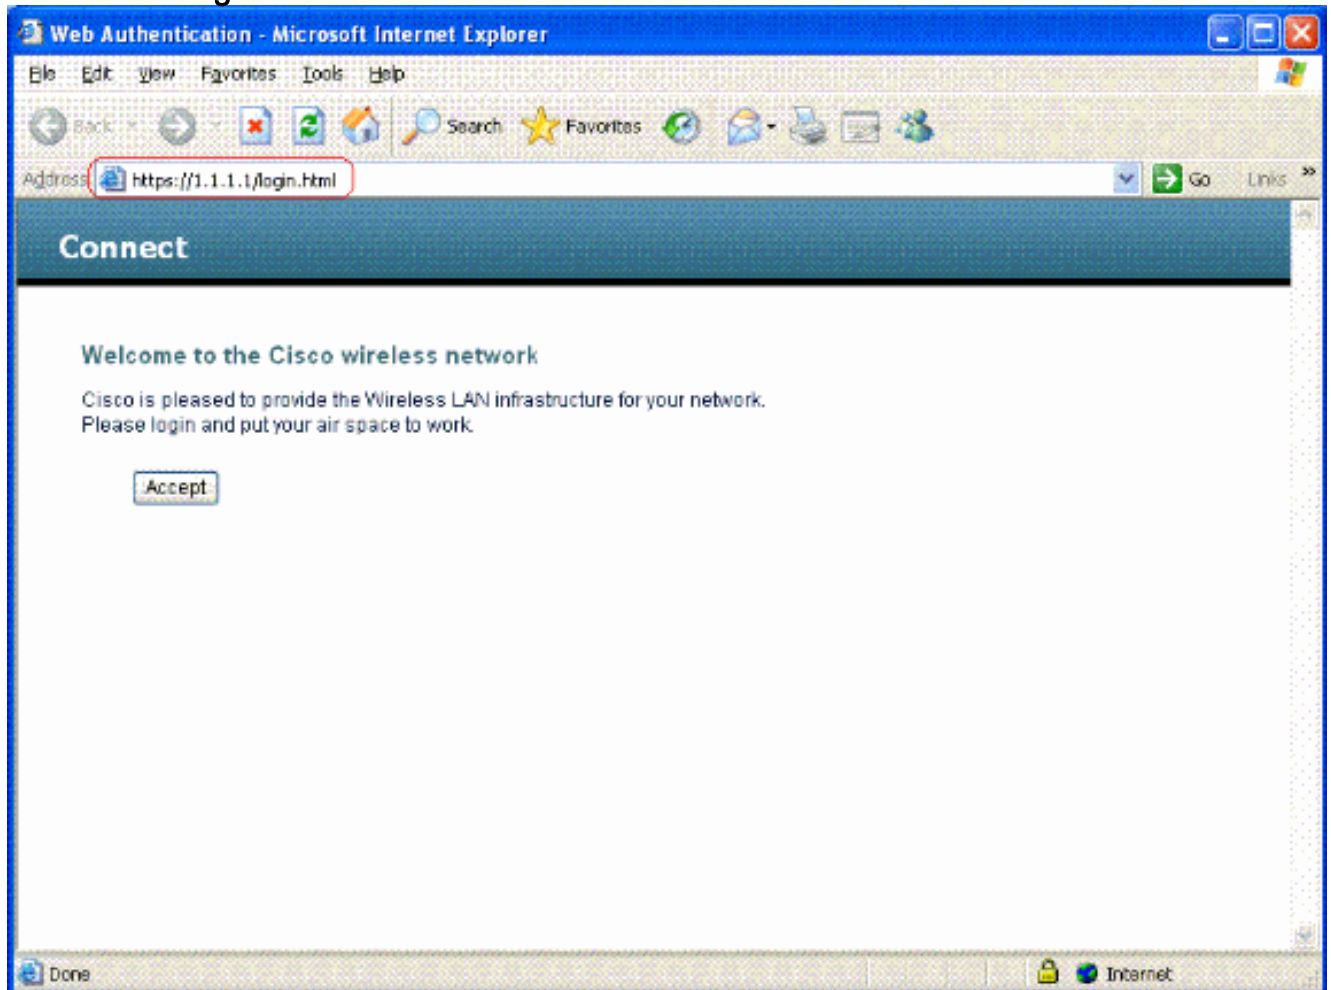 Web Authentication - Microsoft Internet Explorer
File Edit View Favorites Tools Help
Back Search Favorites
Address https://1.1.1.1/login.html Go Links »
Connect
Welcome to the Cisco wireless network
Cisco is pleased to provide the Wireless LAN infrastructure for your network.
Please login and put your air space to work.
Accept
Done Internet